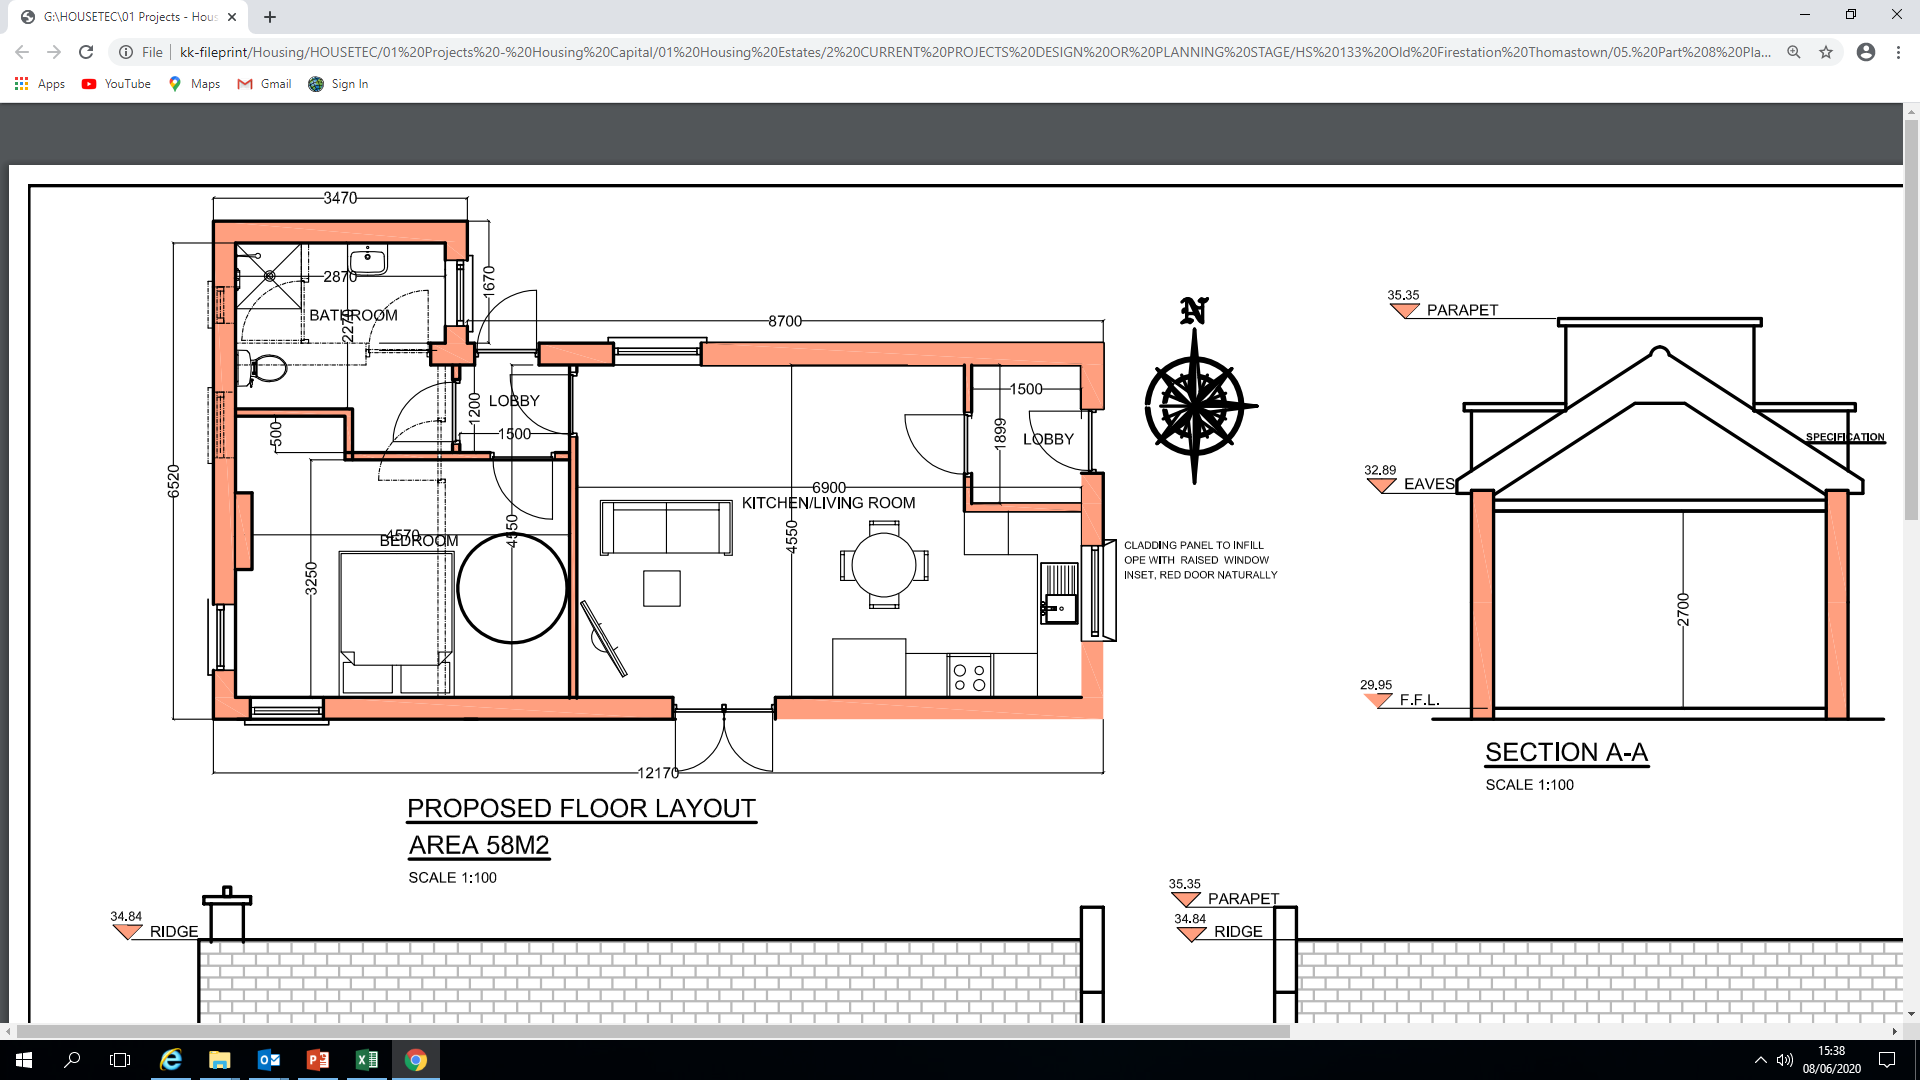 G:\HOUSETEC\01 Projects - Hous
File
kk-fileprint/Housing/HOUSETEC/01%20Projects%20-%20Housing%20Capital/01%20Housing%20Estates/2%20CURRENT%20PROJECTS%20DESIGN%20OR%20PLANNING%20STAGE/HS%20133%20Old%20Firestation%20Thomastown/05.%20Part%208%20Pla...
Apps YouTube Maps Gmail Sign In
3470
2870
BATHROOM
2270
1670
8700
N
LOBBY
1200
1500
500
6520
1500
1899
LOBBY
6900
KITCHEN/LIVING ROOM
4570
BEDROOM
4550
4550
3250
CLADDING PANEL TO INFILL
OPE WITH RAISED WINDOW
INSET, RED DOOR NATURALLY
12170
PROPOSED FLOOR LAYOUT
AREA 58M2
SCALE 1:100
35.35
PARAPET
SPECIFICATION
32.89
EAVES
2700
29.95
F.F.L.
SECTION A-A
SCALE 1:100
34.84
RIDGE
35.35
PARAPET
34.84
RIDGE
15:38
08/06/2020